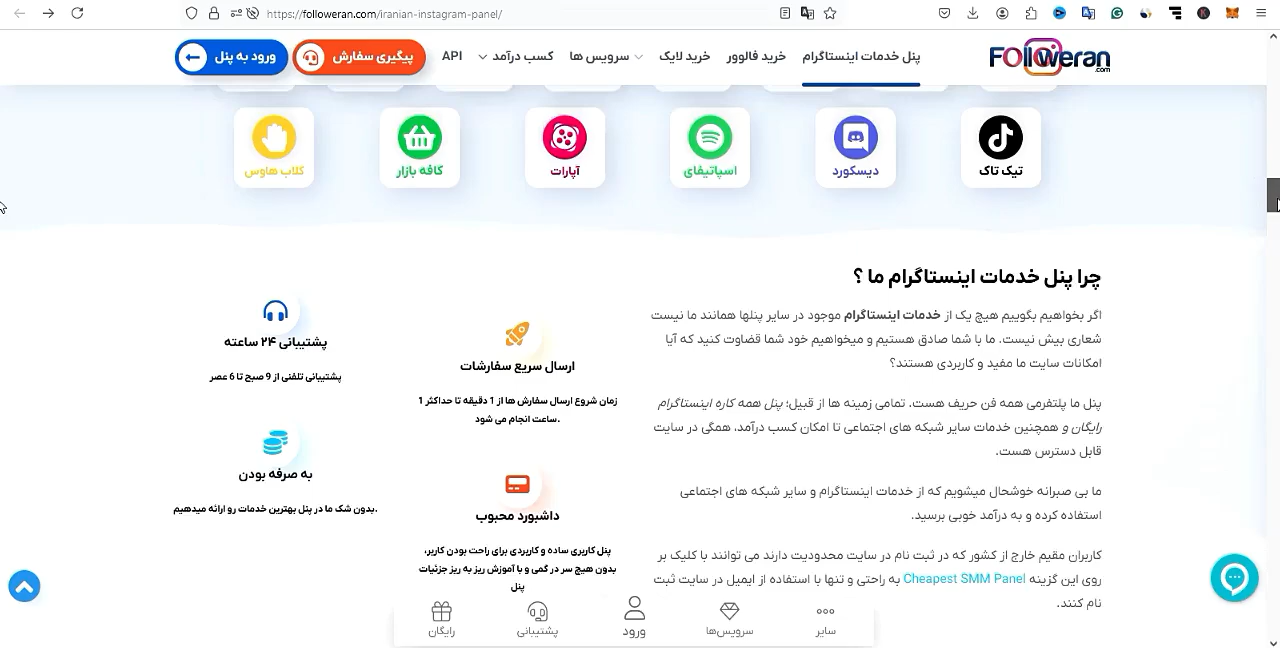 https://followeran.com/iranian-instagram-panel/
Followeran
.com
پنل خدمات اینستاگرام
خرید فالوور
خرید لایک
سرویس ها
کسب درآمد
API
پیگیری سفارش
ورود به پنل
تیک تاک
دیسکورد
اسپاتیفای
آپارات
کافه بازار
کلاب هاوس
چرا پنل خدمات اینستاگرام ما ؟
اگر بخواهیم بگوییم هیچ یک از خدمات اینستاگرام موجود در سایر پنلها همانند ما نیست
شعاری بیش نیست. ما با شما صادق هستیم و میخواهیم خود شما قضاوت کنید که آیا
امکانات سایت ما مفید و کاربردی هستند؟
پنل ما پلتفرمی همه فن حریف هست. تمامی زمینه ها از قبیل؛ پنل همه کاره اینستاگرام
رایگان و همچنین خدمات سایر شبکه های اجتماعی تا امکان کسب درآمد، همگی در سایت
قابل دسترس هست.
ما بی صبرانه خوشحال میشویم که از خدمات اینستاگرام و سایر شبکه های اجتماعی
استفاده کرده و به درآمد خوبی برسید.
کاربران مقیم خارج از کشور که در ثبت نام در سایت محدودیت دارند می توانند با کلیک بر
روی این گزینه Cheapest SMM Panel به راحتی و تنها با استفاده از ایمیل در سایت ثبت
نام کنند.
ارسال سریع سفارشات
زمان شروع ارسال سفارش ها از 1 دقیقه تا حداکثر 1
ساعت انجام می شود.
داشبورد محبوب
پنل کاربری ساده و کاربردی برای راحت بودن کاربر،
بدون هیچ سر در گمی و با آموزش ریز به ریز جزئیات
پنل
پشتیبانی ۲۴ ساعته
پشتیبانی تلفنی از 9 صبح تا 6 عصر
به صرفه بودن
بدون شک ما در پنل بهترین خدمات رو ارائه میدهیم.
سایر
سرویس‌ها
ورود
پشتیبانی
رایگان